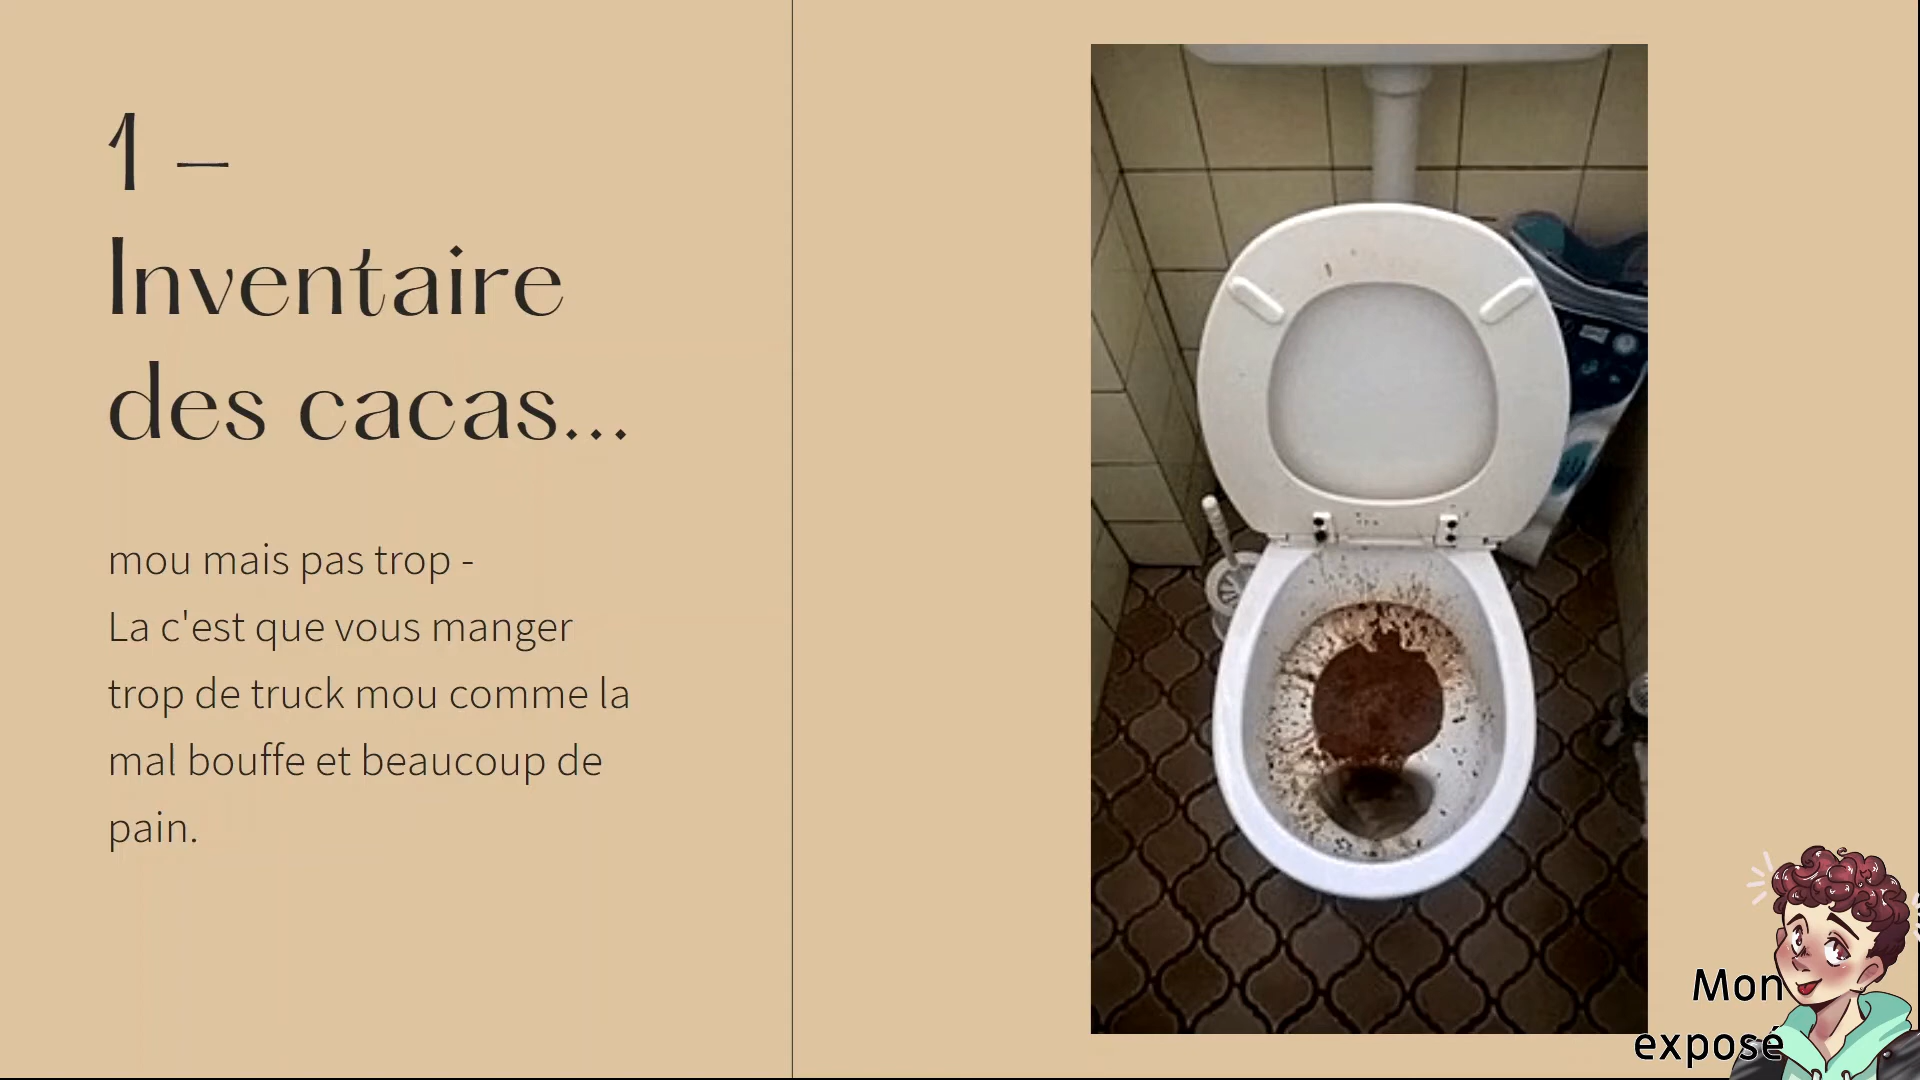 1 –
Inventaire
des cacas...
mou mais pas trop -
La c'est que vous manger
trop de truck mou comme la
mal bouffe et beaucoup de
pain.
Mon
exposé